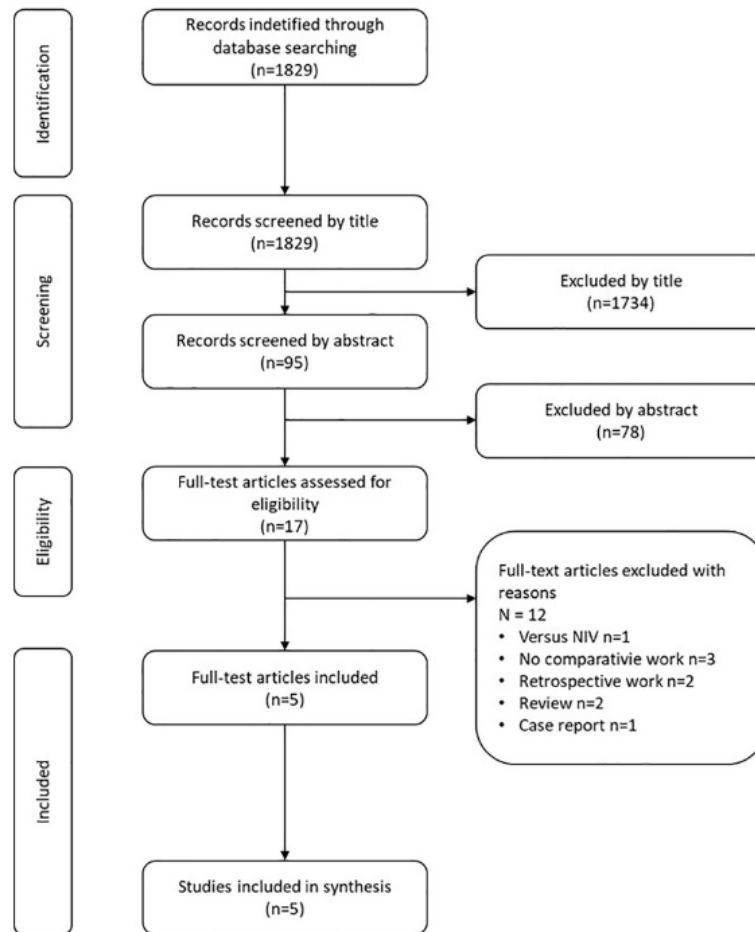 Identification
Records indetified through
database searching
(n=1829)
Screening
Records screened by title
(n=1829)
Excluded by title
(n=1734)
Records screened by abstract
(n=95)
Excluded by abstract
(n=78)
Eligibility
Full-test articles assessed for
eligibility
(n=17)
Full-text articles excluded with
reasons
N = 12
• Versus NIV n=1
• No comparativie work n=3
• Retrospective work n=2
• Review n=2
• Case report n=1
Included
Full-test articles included
(n=5)
Studies included in synthesis
(n=5)